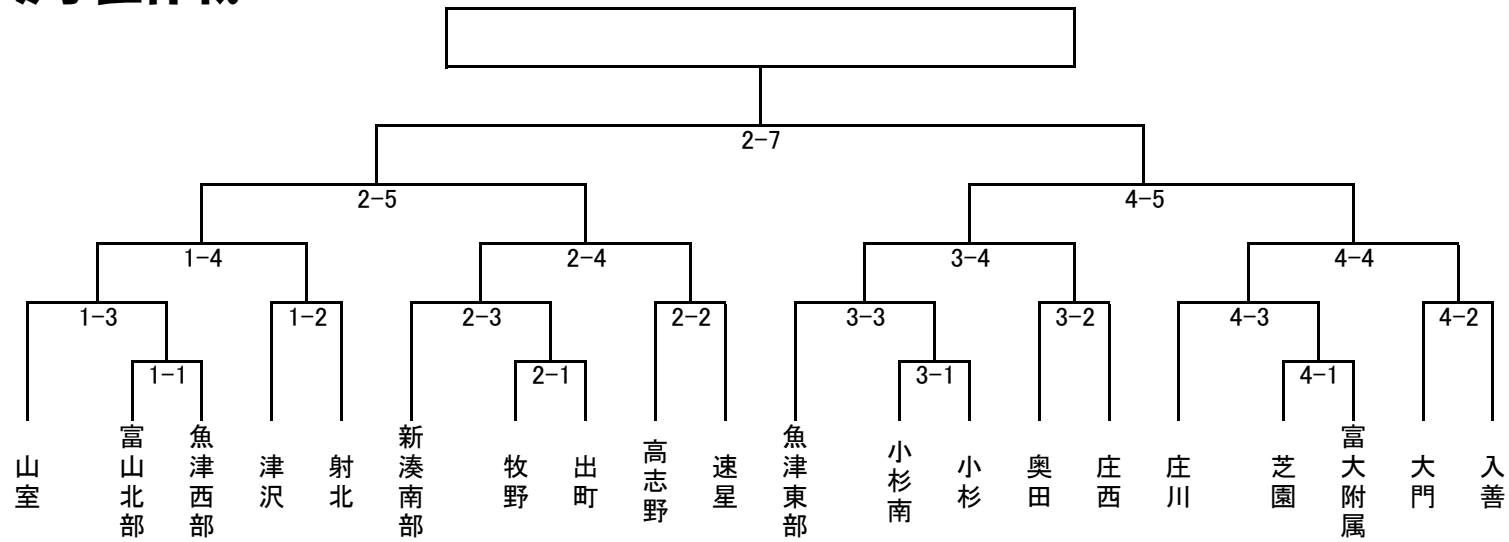 2-7
2-5
4-5
1-4
2-4
3-4
4-4
1-3
1-2
2-3
2-2
3-3
3-2
4-3
4-2
1-1
2-1
3-1
4-1
山室
富山北部
魚津西部
津沢
射北
新湊南部
牧野
出町
高志野
速星
魚津東部
小杉南
小杉
奥田
庄西
庄川
芝園
富大附属
大門
入善